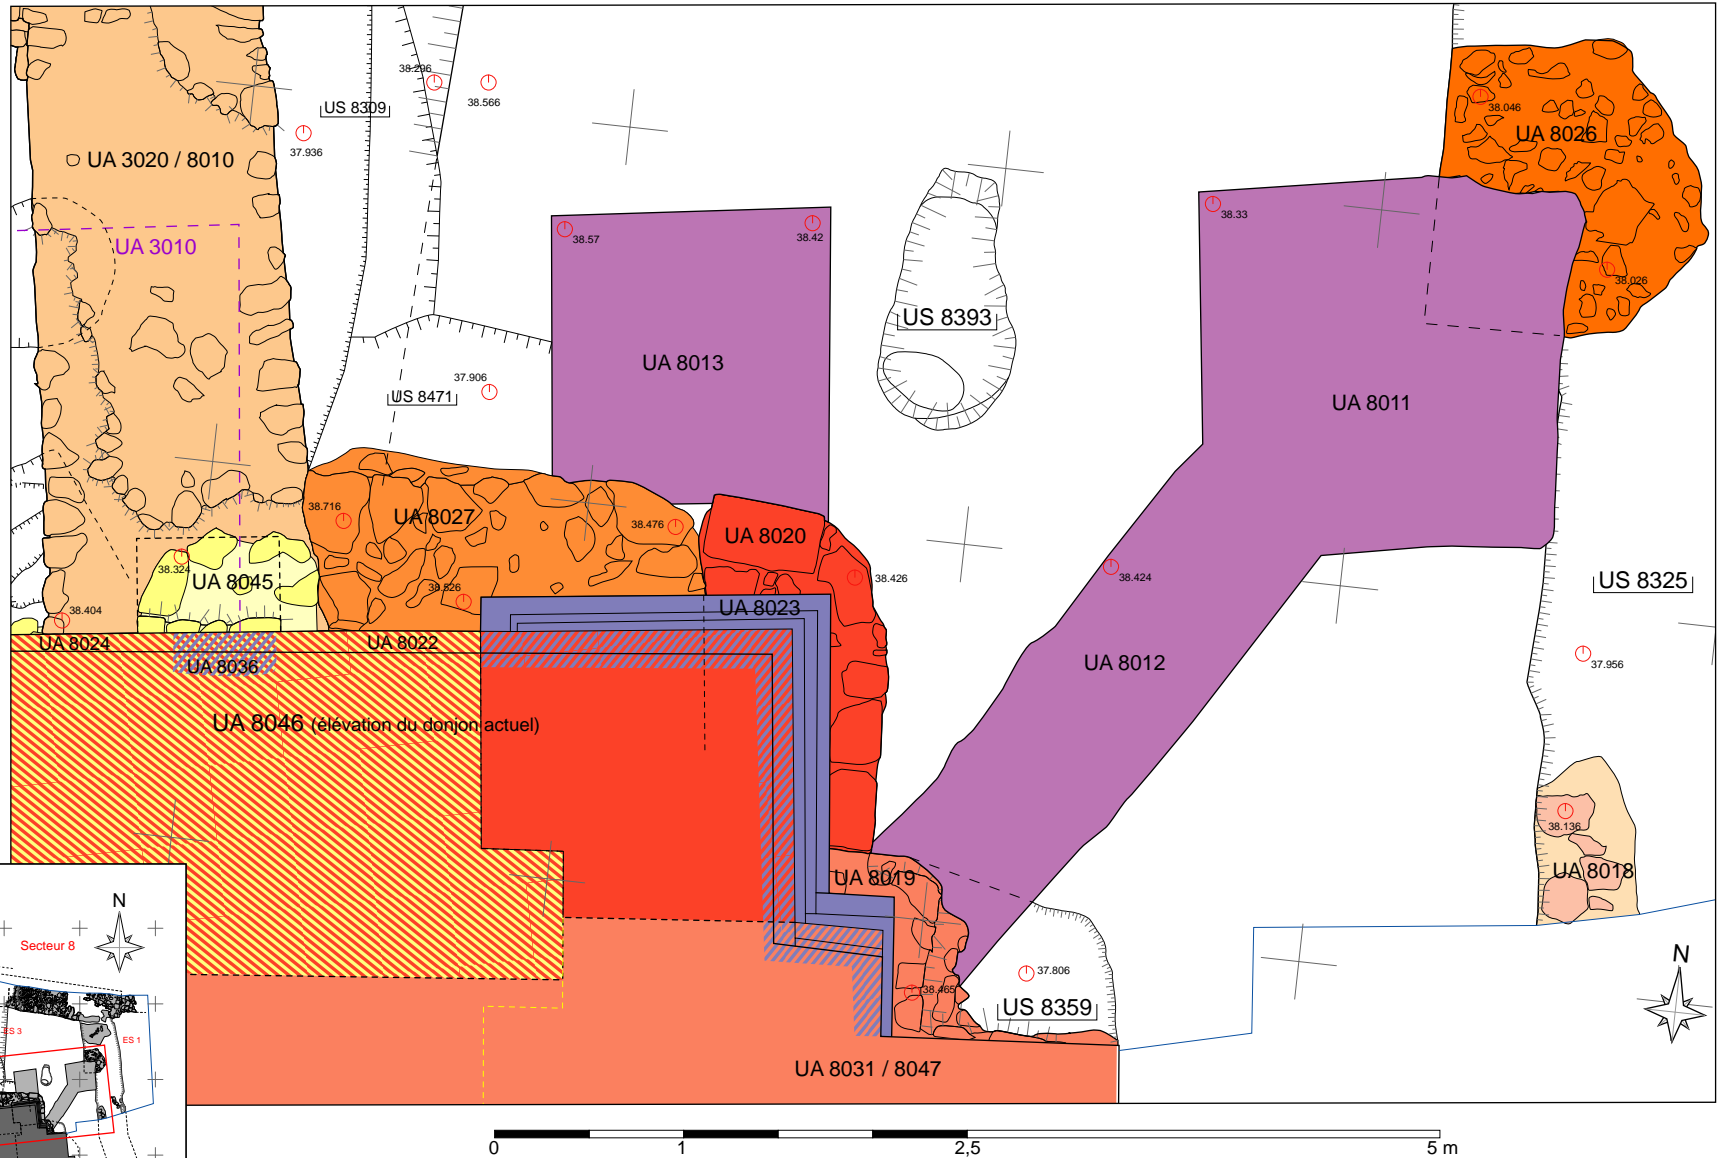 38.296
38.566
US 8309
38.046
UA 8026
37.936
UA 3020 / 8010
38.33
38.57
38.42
UA 3010
38.026
US 8393
UA 8013
37.906
US 8471
UA 8011
38.716
UA 8027
38.476
UA 8020
38.324
UA 8045
38.526
38.426
38.424
US 8325
38.404
UA 8023
UA 8024
UA 8022
UA 8036
UA 8012
37.956
UA 8046 (élévation du donjon actuel)
38.136
UA 8018
UA 8019
N
Secteur 8
N
37.806
38.465
US 8359
ES 3
ES 1
UA 8031 / 8047
0 1 2,5 5 m